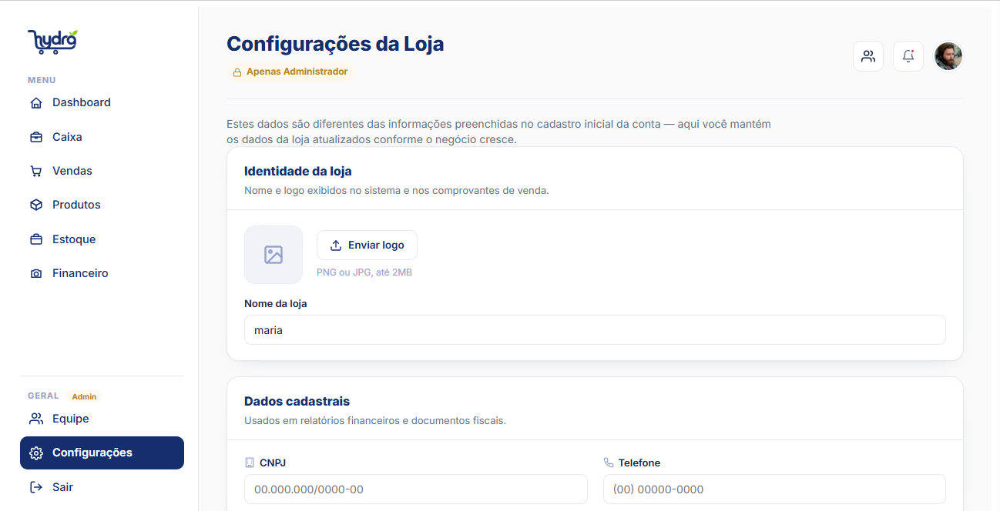 hydra
MENU
Dashboard
Caixa
Vendas
Produtos
Estoque
Financeiro
GERAL Admin
Equipe
Configurações
Sair
Configurações da Loja
Apenas Administrador
Estes dados são diferentes das informações preenchidas no cadastro inicial da conta — aqui você mantém
os dados da loja atualizados conforme o negócio cresce.
Identidade da loja
Nome e logo exibidos no sistema e nos comprovantes de venda.
Enviar logo
PNG ou JPG, até 2MB
Nome da loja
maria
Dados cadastrais
Usados em relatórios financeiros e documentos fiscais.
CNPJ
00.000.000/0000-00
Telefone
(00) 00000-0000